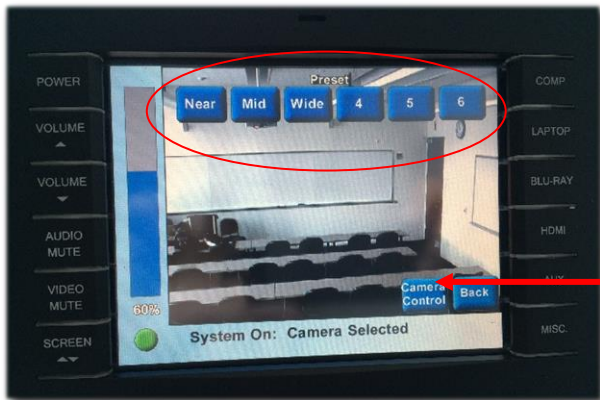 POWER
VOLUME
VOLUME
AUDIO
MUTE
VIDEO
MUTE
SCREEN
Preset
Near Mid Wide 4 5 6
Camera
Control
Back
60%
System On: Camera Selected
COMP
LAPTOP
BLU-RAY
HDMI
AUX
MISC.